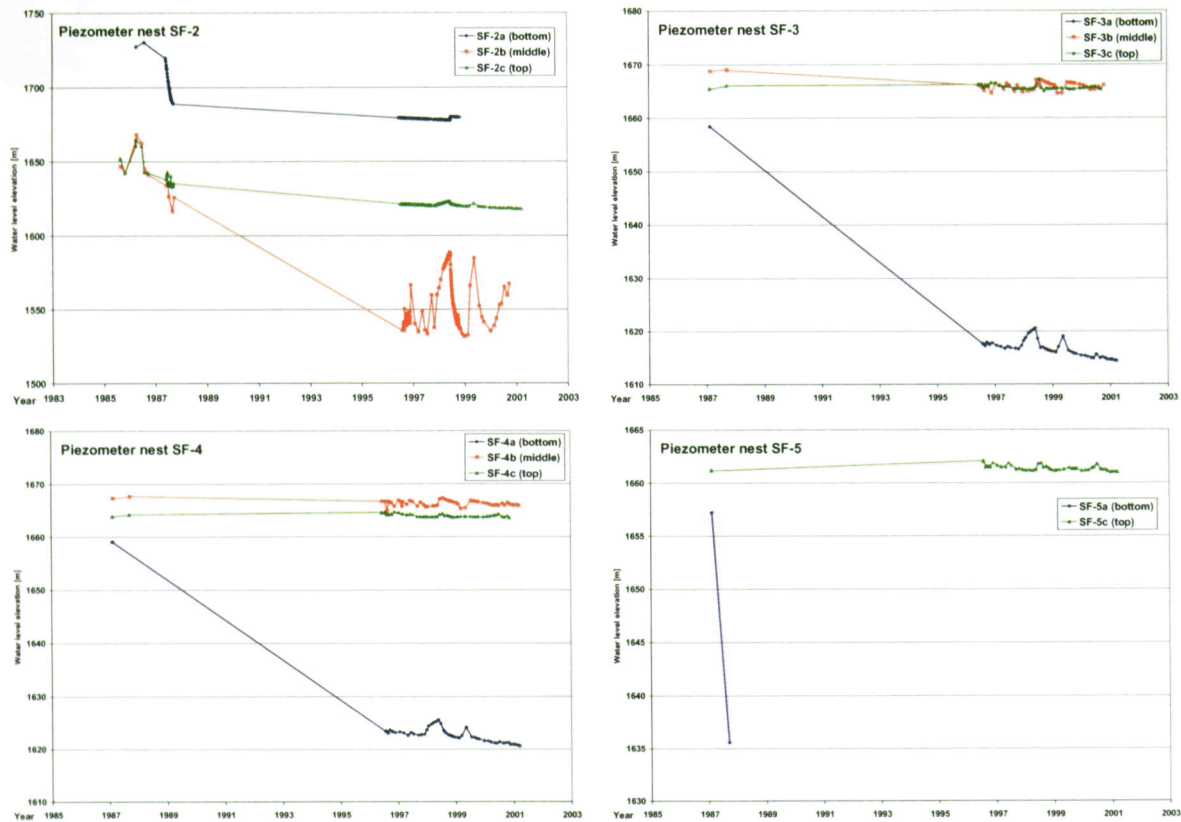 Piezometer nest SF-2
SF-2a (bottom)
SF-2b (middle)
SF-2c (top)
Water level elevation [m]
1750
1700
1650
1600
1550
1500
Year
1983 1985 1987 1989 1991 1993 1995 1997 1999 2001 2003
Piezometer nest SF-3
SF-3a (bottom)
SF-3b (middle)
SF-3c (top)
Water level elevation [m]
1680
1670
1660
1650
1640
1630
1620
1610
Year
1985 1987 1989 1991 1993 1995 1997 1999 2001 2003
Piezometer nest SF-4
SF-4a (bottom)
SF-4b (middle)
SF-4c (top)
Water level elevation [m]
1680
1670
1660
1650
1640
1630
1620
1610
Year
1985 1987 1989 1991 1993 1995 1997 1999 2001 2003
Piezometer nest SF-5
SF-5a (bottom)
SF-5c (top)
Water level elevation [m]
1665
1660
1655
1650
1645
1640
1635
1630
Year
1985 1987 1989 1991 1993 1995 1997 1999 2001 2003